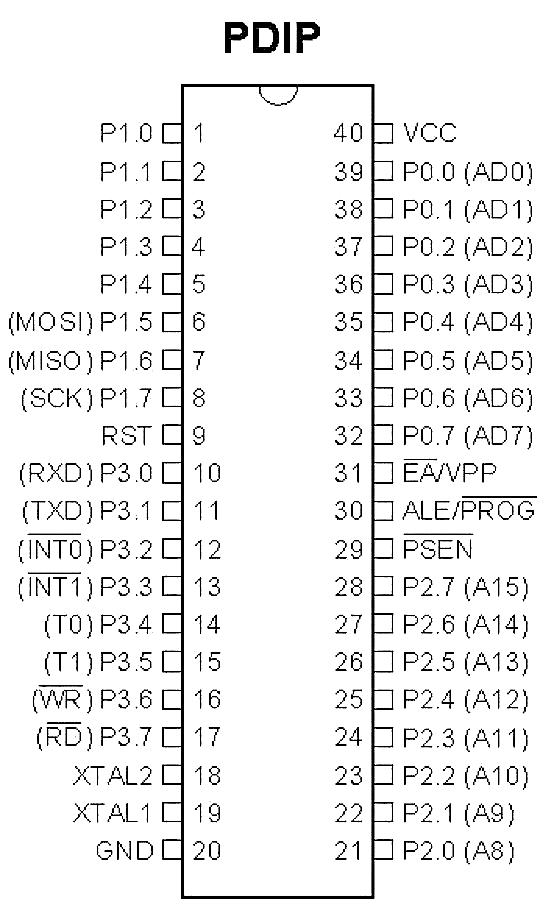 PDIP
P1.0 1 40 VCC
P1.1 2 39 P0.0 (AD0)
P1.2 3 38 P0.1 (AD1)
P1.3 4 37 P0.2 (AD2)
P1.4 5 36 P0.3 (AD3)
(MOSI) P1.5 6 35 P0.4 (AD4)
(MISO) P1.6 7 34 P0.5 (AD5)
(SCK) P1.7 8 33 P0.6 (AD6)
RST 9 32 P0.7 (AD7)
(RXD) P3.0 10 31 E̅A̅/VPP
(TXD) P3.1 11 30 ALE/P̅R̅O̅G̅
(I̅N̅T̅0̅) P3.2 12 29 P̅S̅E̅N̅
(I̅N̅T̅1̅) P3.3 13 28 P2.7 (A15)
(T0) P3.4 14 27 P2.6 (A14)
(T1) P3.5 15 26 P2.5 (A13)
(W̅R̅) P3.6 16 25 P2.4 (A12)
(R̅D̅) P3.7 17 24 P2.3 (A11)
XTAL2 18 23 P2.2 (A10)
XTAL1 19 22 P2.1 (A9)
GND 20 21 P2.0 (A8)